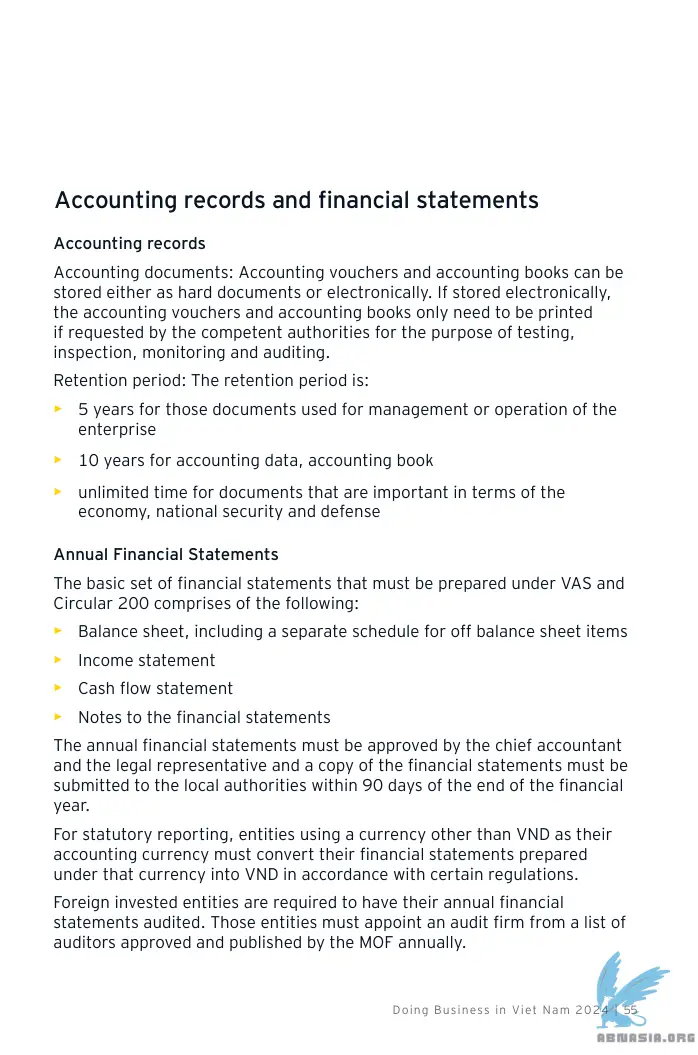 Accounting records and financial statements
Accounting records
Accounting documents: Accounting vouchers and accounting books can be
stored either as hard documents or electronically. If stored electronically,
the accounting vouchers and accounting books only need to be printed
if requested by the competent authorities for the purpose of testing,
inspection, monitoring and auditing.
Retention period: The retention period is:
► 5 years for those documents used for management or operation of the
enterprise
► 10 years for accounting data, accounting book
► unlimited time for documents that are important in terms of the
economy, national security and defense
Annual Financial Statements
The basic set of financial statements that must be prepared under VAS and
Circular 200 comprises of the following:
► Balance sheet, including a separate schedule for off balance sheet items
► Income statement
► Cash flow statement
► Notes to the financial statements
The annual financial statements must be approved by the chief accountant
and the legal representative and a copy of the financial statements must be
submitted to the local authorities within 90 days of the end of the financial
year.
For statutory reporting, entities using a currency other than VND as their
accounting currency must convert their financial statements prepared
under that currency into VND in accordance with certain regulations.
Foreign invested entities are required to have their annual financial
statements audited. Those entities must appoint an audit firm from a list of
auditors approved and published by the MOF annually.
Doing Business in Viet Nam 2024 | 55
ABNASIA.ORG